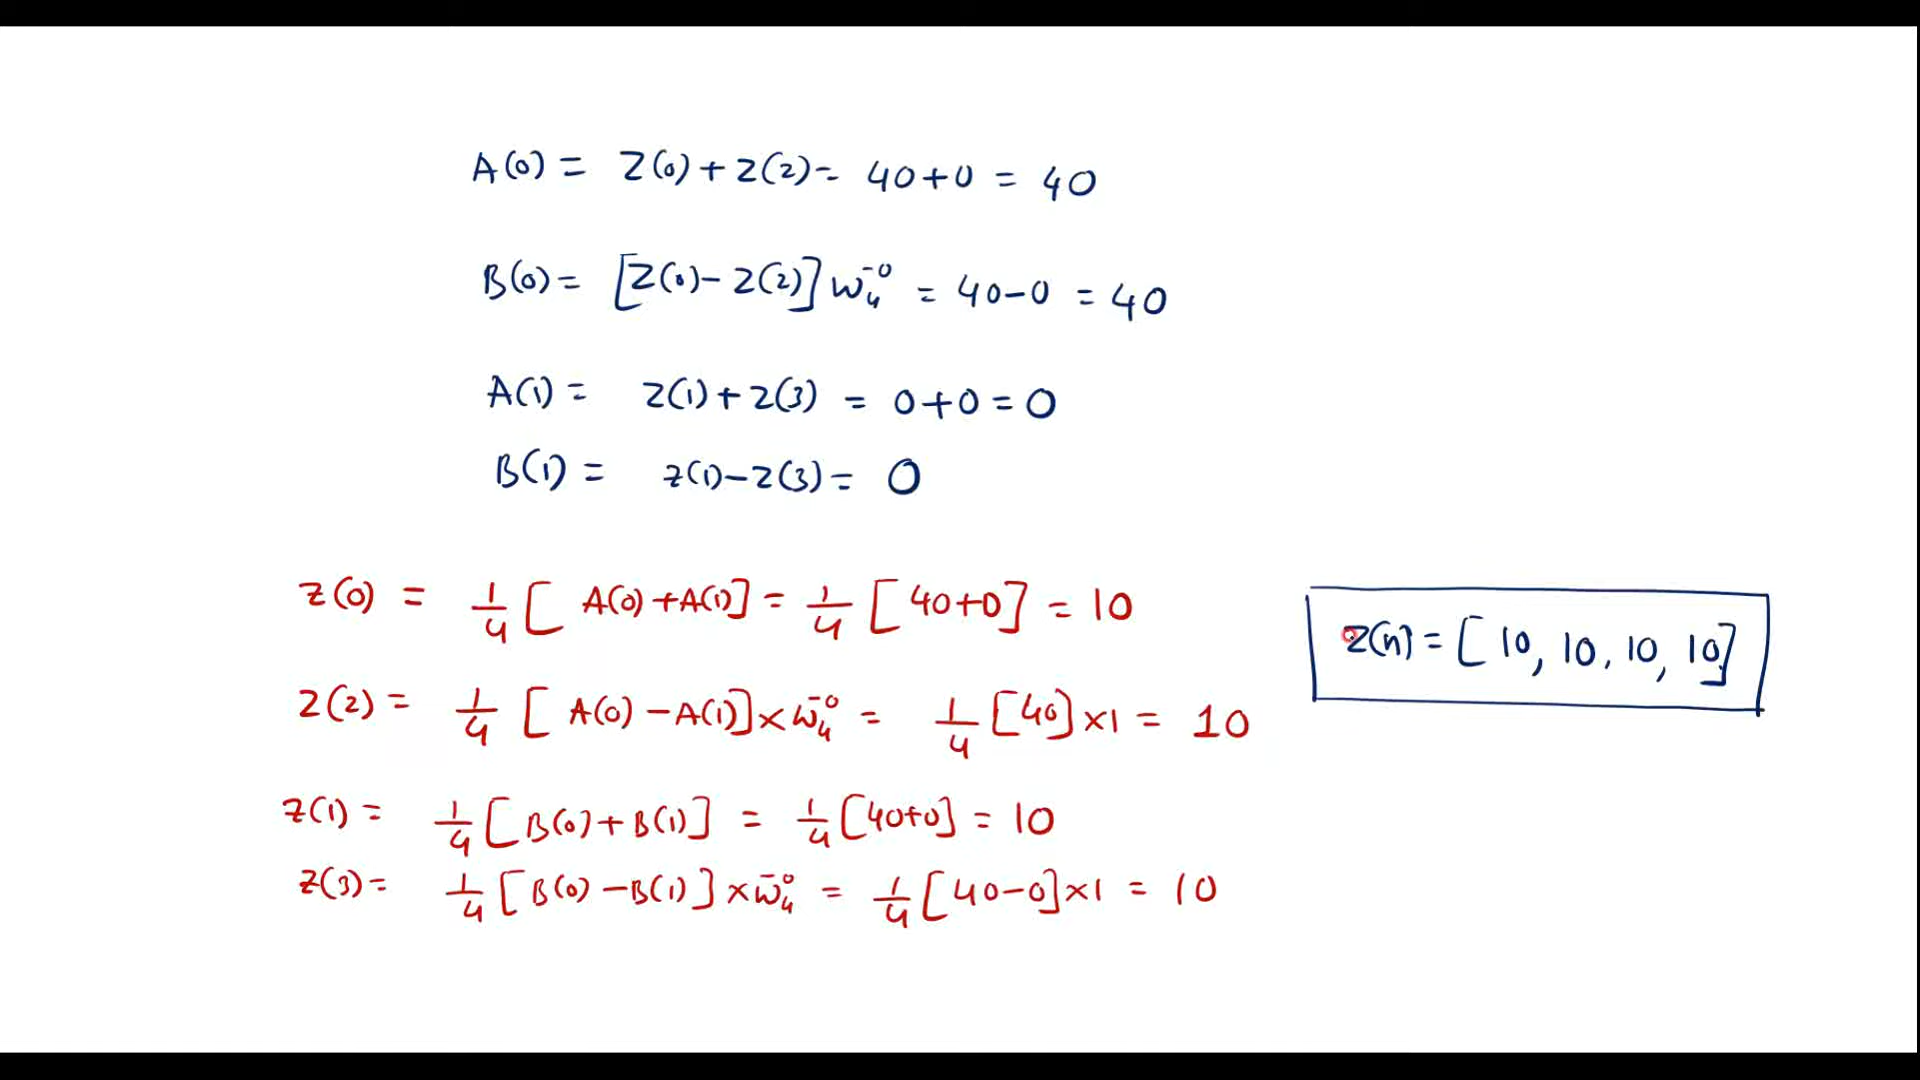 A(0) = Z(0) + Z(2) = 40+0 = 40
B(0) = [Z(0) - Z(2)] W₄⁻⁰ = 40-0 = 40
A(1) = Z(1) + Z(3) = 0+0 = 0
B(1) = Z(1) - Z(3) = 0
z(0) = 1/4 [ A(0) + A(1)] = 1/4 [40+0] = 10
z(n) = [ 10, 10, 10, 10]
z(2) = 1/4 [ A(0) - A(1)] × W₄⁻⁰ = 1/4 [40] ×1 = 10
z(1) = 1/4 [B(0) + B(1)] = 1/4 [40+0] = 10
z(3) = 1/4 [B(0) - B(1)] × W₄⁻⁰ = 1/4 [40-0] ×1 = 10